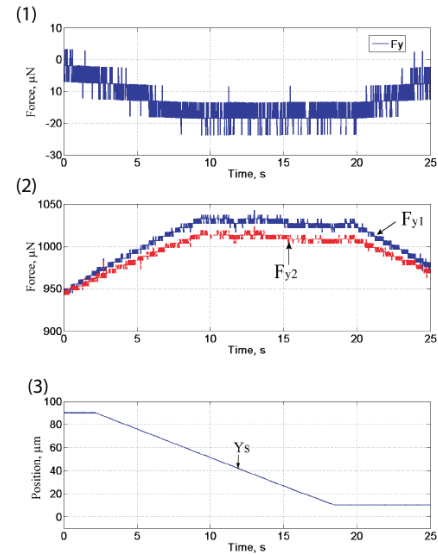 (1)
10
Fy
0
10
-20
-30
Force, µN
0 5 10 15 20 25
Time, s
(2)
1050
1000
950
900
Force, µN
Fy1
Fy2
0 5 10 15 20 25
Time, s
(3)
100
80
60
40
20
0
Position, µm
Ys
0 5 10 15 20 25
Time, s